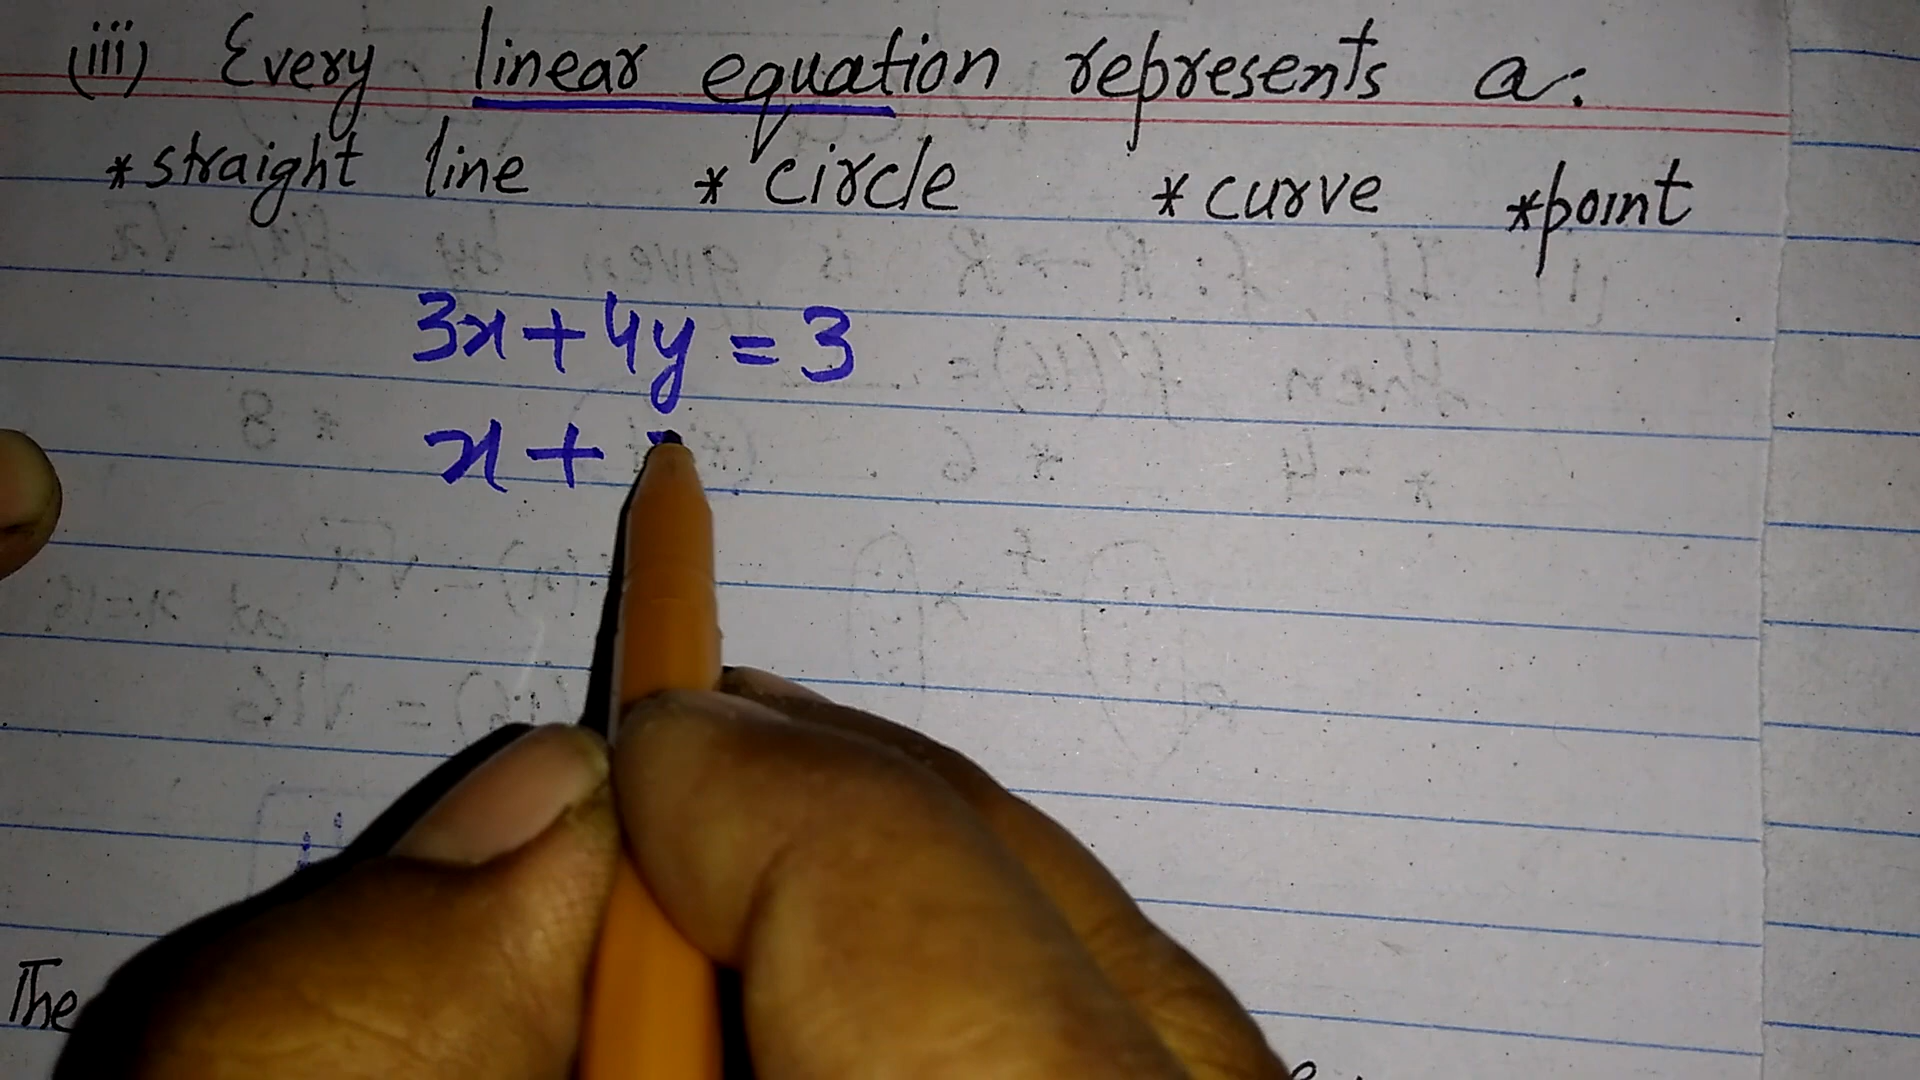 (iii) Every linear equation represents a:
* straight line * circle * curve * point
3x + 4y = 3
x +
The